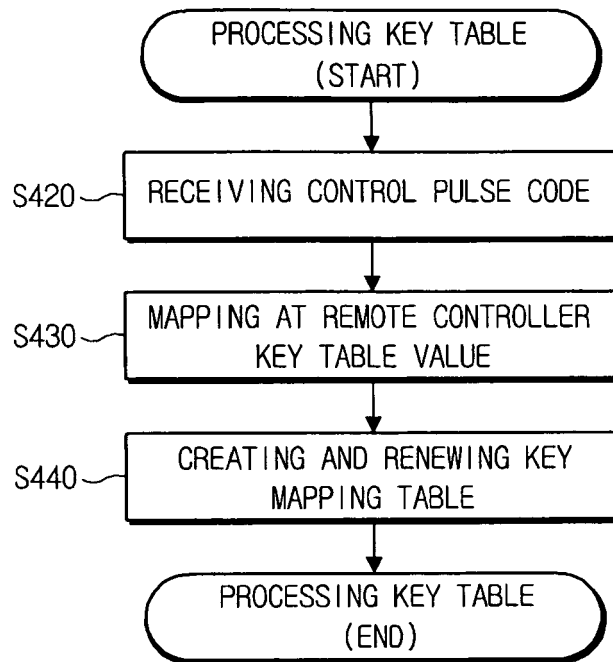 PROCESSING KEY TABLE
(START)
S420
RECEIVING CONTROL PULSE CODE
S430
MAPPING AT REMOTE CONTROLLER
KEY TABLE VALUE
S440
CREATING AND RENEWING KEY
MAPPING TABLE
PROCESSING KEY TABLE
(END)